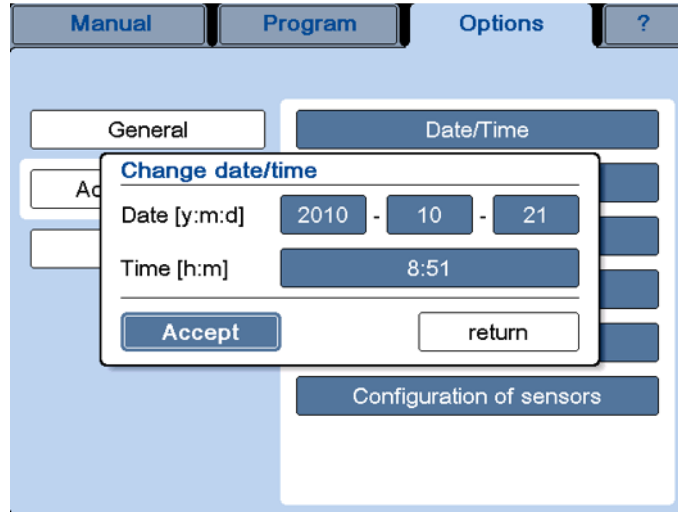 Manual Program Options ?
General Date/Time
Change date/time
Date [y:m:d] 2010 - 10 - 21
Time [h:m] 8:51
Accept return
Configuration of sensors